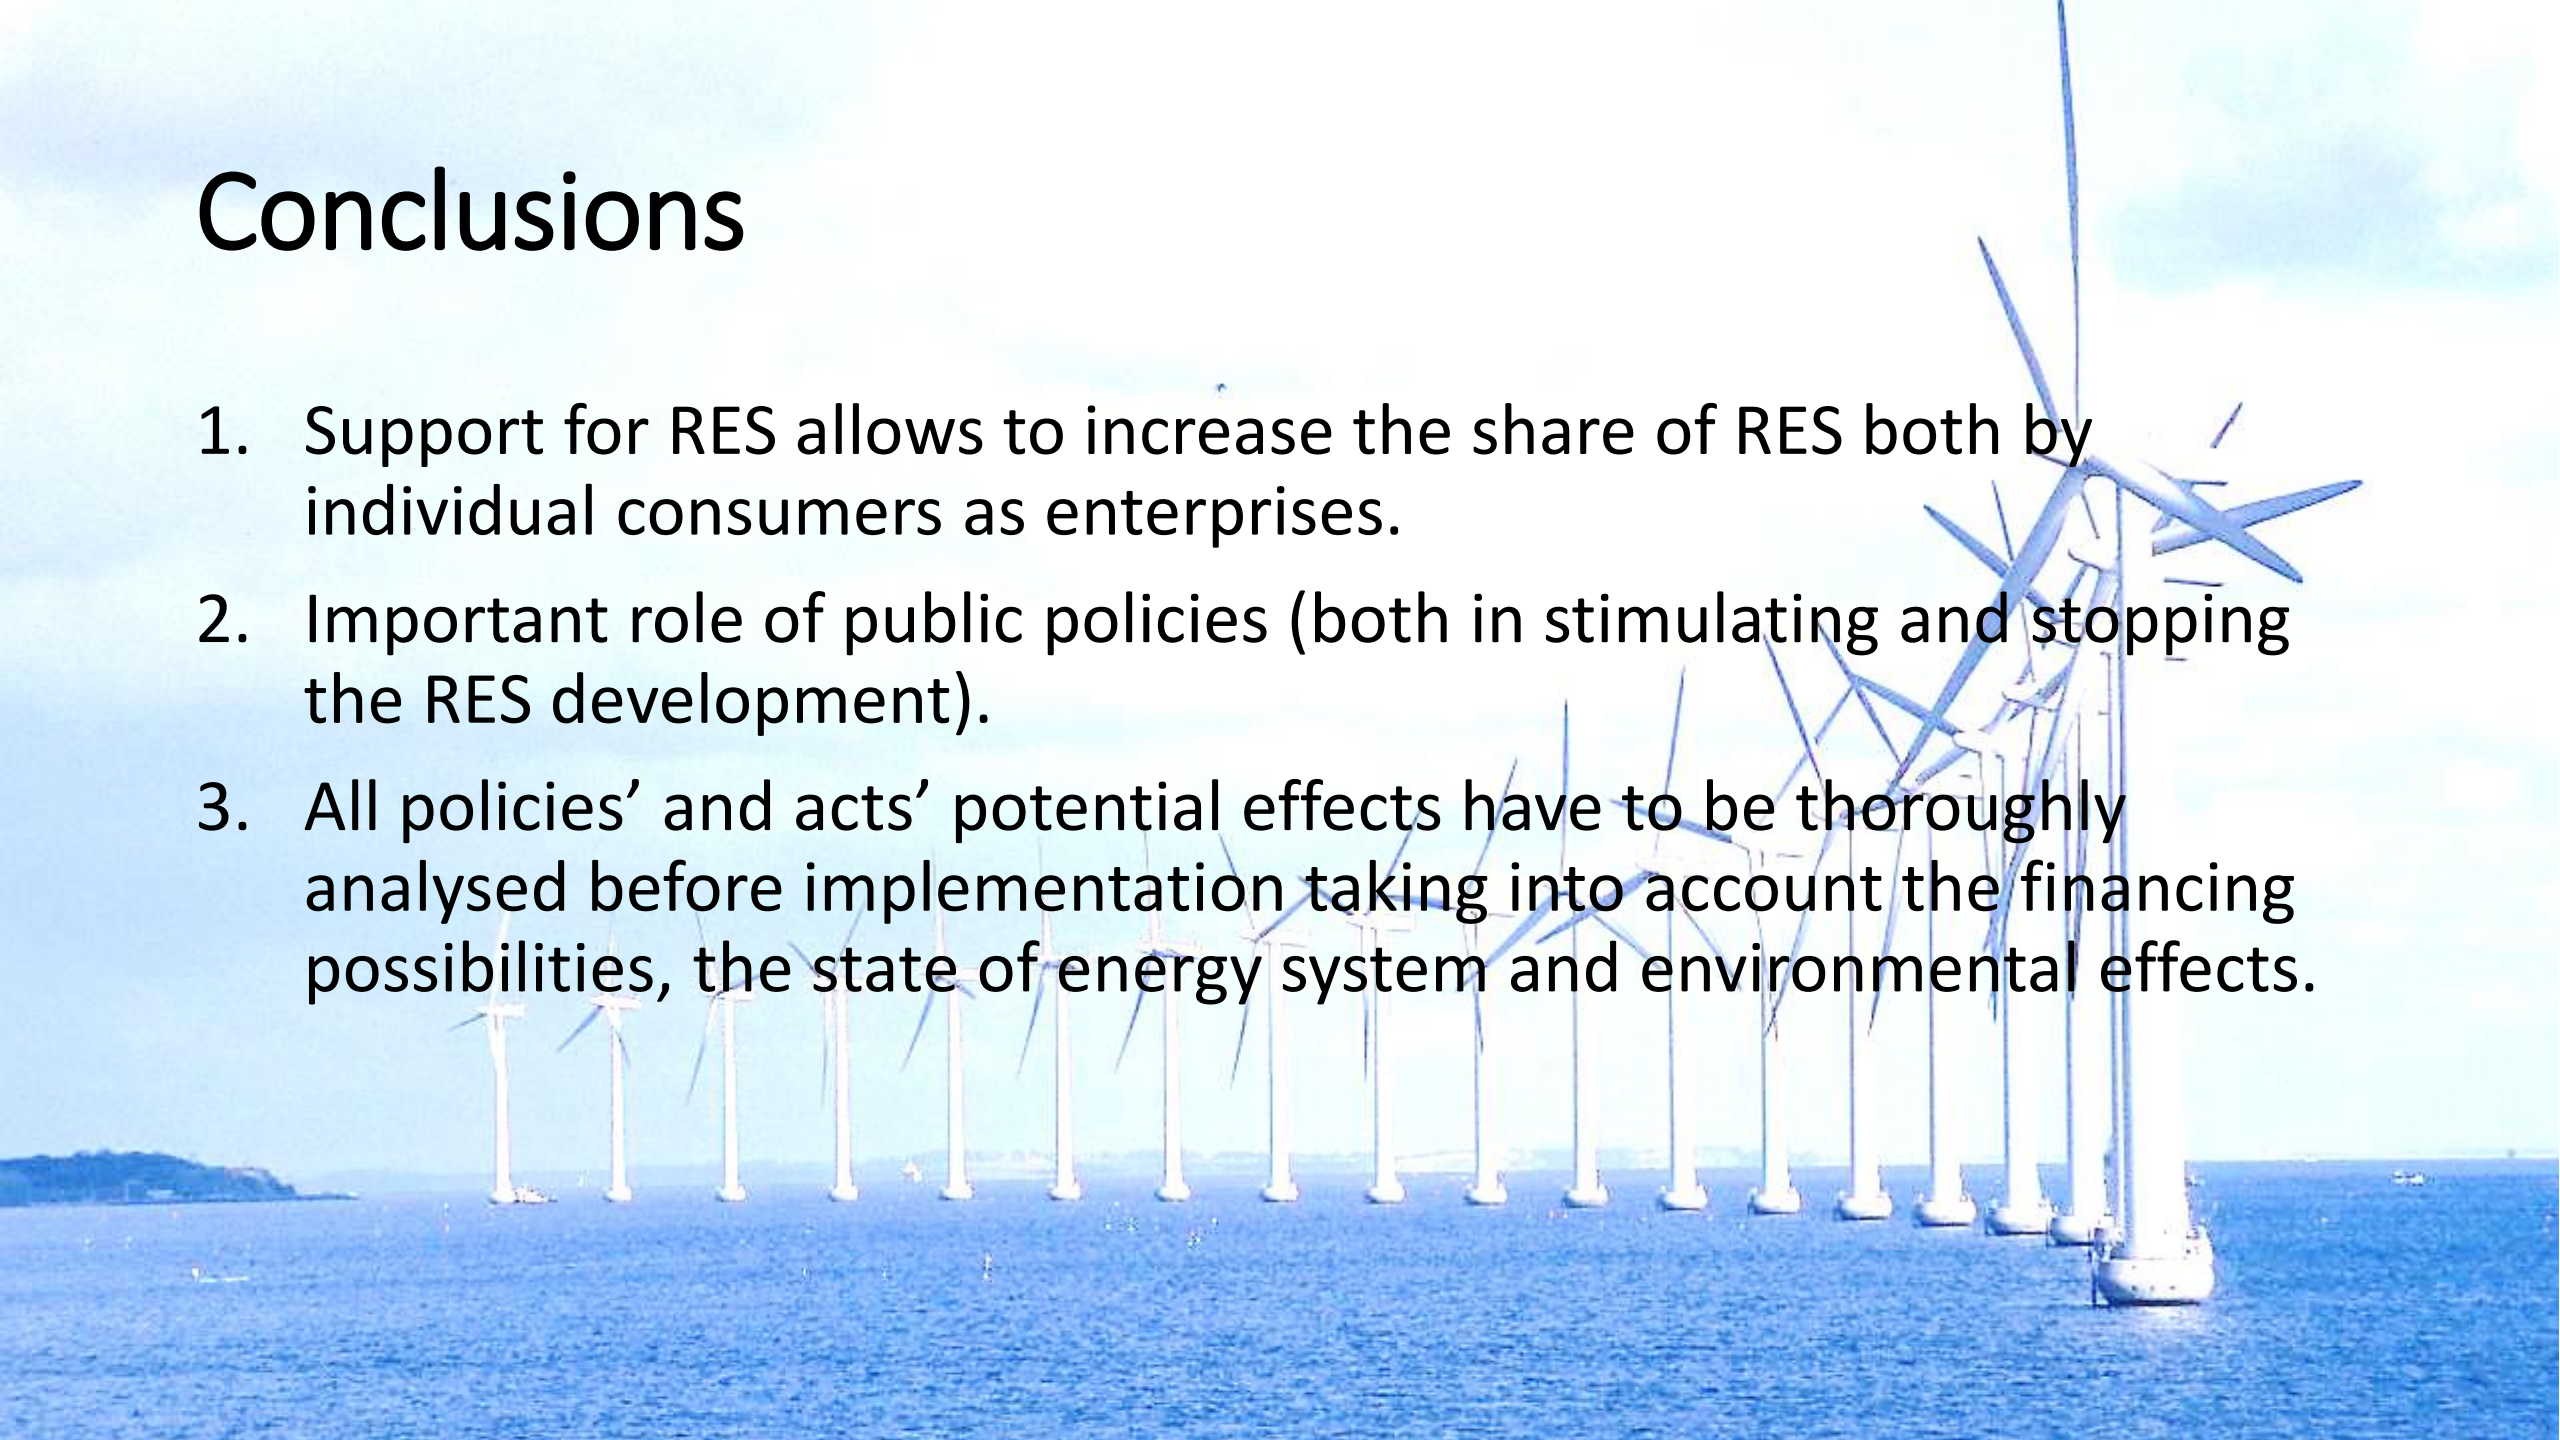 Conclusions
1. Support for RES allows to increase the share of RES both by
individual consumers as enterprises.
2. Important role of public policies (both in stimulating and stopping
the RES development).
3. All policies’ and acts’ potential effects have to be thoroughly
analysed before implementation taking into account the financing
possibilities, the state of energy system and environmental effects.